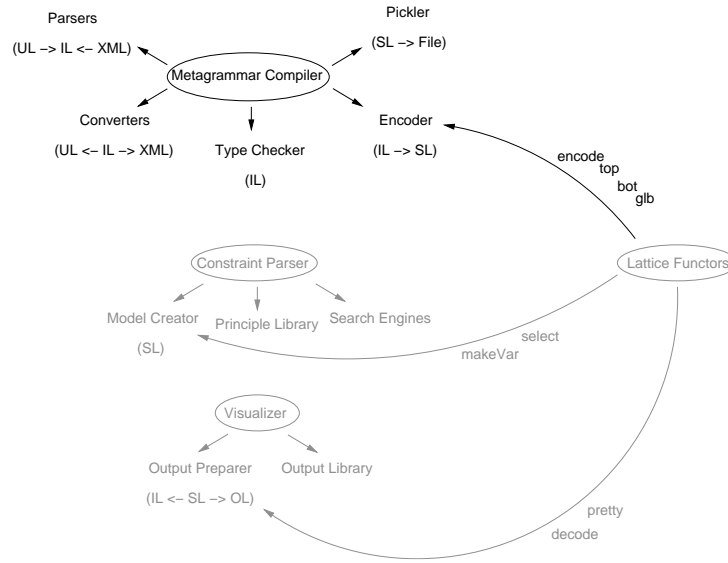 Parsers
Pickler
(UL −> IL <− XML)
(SL −> File)
Metagrammar Compiler
Converters
Encoder
(UL <− IL −> XML)
Type Checker
(IL −> SL)
(IL)
encode
top
bot
glb
Constraint Parser
Lattice Functors
Model Creator
Principle Library
Search Engines
(SL)
select
makeVar
Visualizer
Output Preparer
Output Library
(IL <− SL −> OL)
pretty
decode